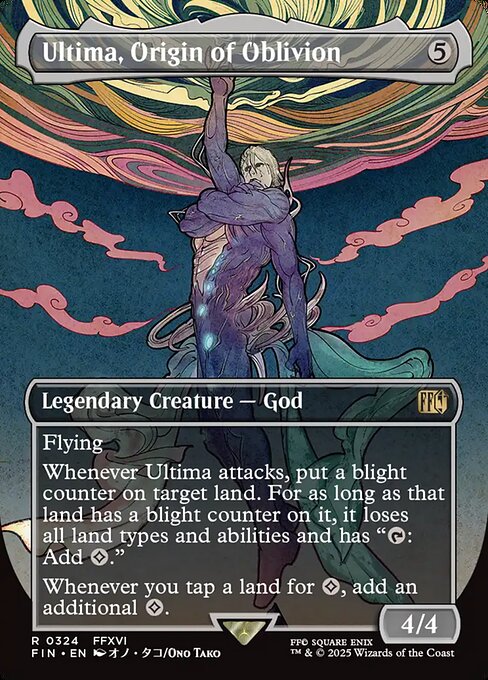 Ultima, Origin of Oblivion 5
Legendary Creature — God
FF
Flying
Whenever Ultima attacks, put a blight
counter on target land. For as long as that
land has a blight counter on it, it loses
all land types and abilities and has “{T}:
Add {C}.”
Whenever you tap a land for {C}, add an
additional {C}.
4/4
R 0324 FFXVI
FIN • EN オノ・タコ/ONO TAKO
FF© SQUARE ENIX
™ & © 2025 Wizards of the Coast